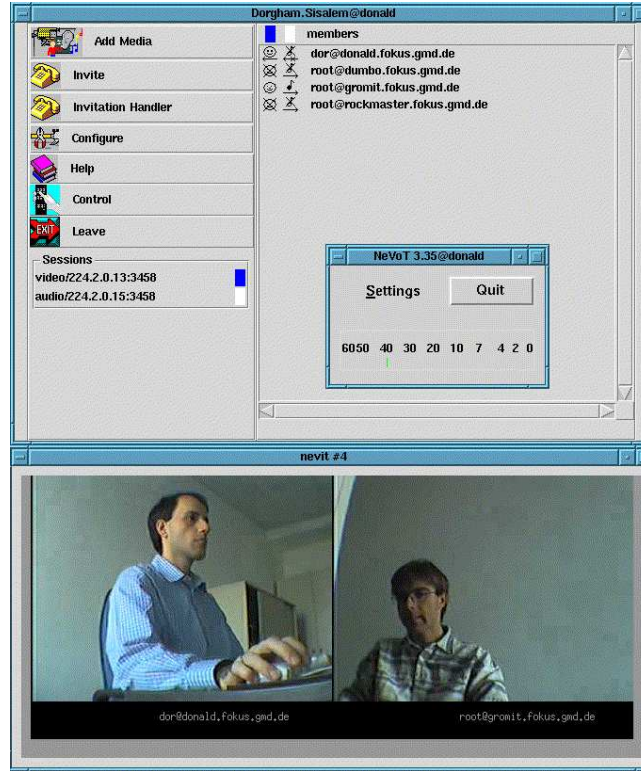 Dorgham.Sisalem@donald
Add Media
Invite
Invitation Handler
Configure
Help
Control
EXIT Leave
Sessions
video/224.2.0.13:3458
audio/224.2.0.15:3458
members
dor@donald.fokus.gmd.de
root@dumbo.fokus.gmd.de
root@gromit.fokus.gmd.de
root@rockmaster.fokus.gmd.de
NeVoT 3.35@donald
Settings Quit
6050 40 30 20 10 7 4 2 0
nevit #4
dor@donald.fokus.gmd.de root@gromit.fokus.gmd.de